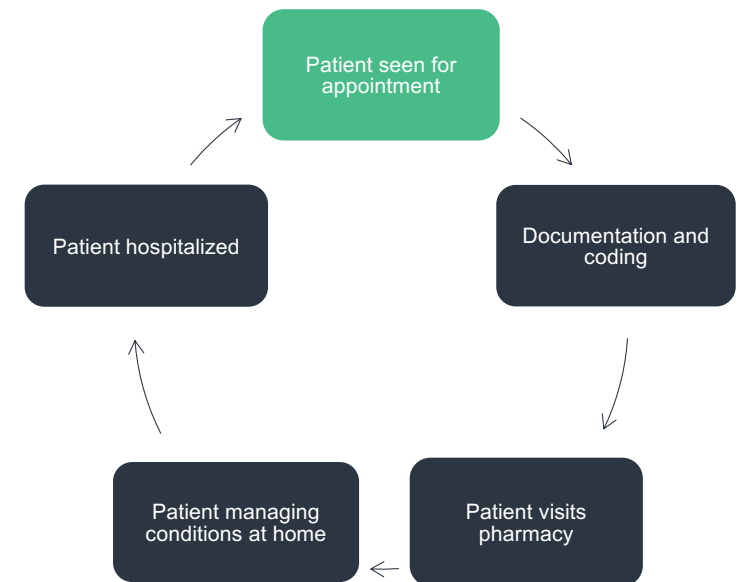 Patient seen for
appointment
Documentation and
coding
Patient visits
pharmacy
Patient managing
conditions at home
Patient hospitalized